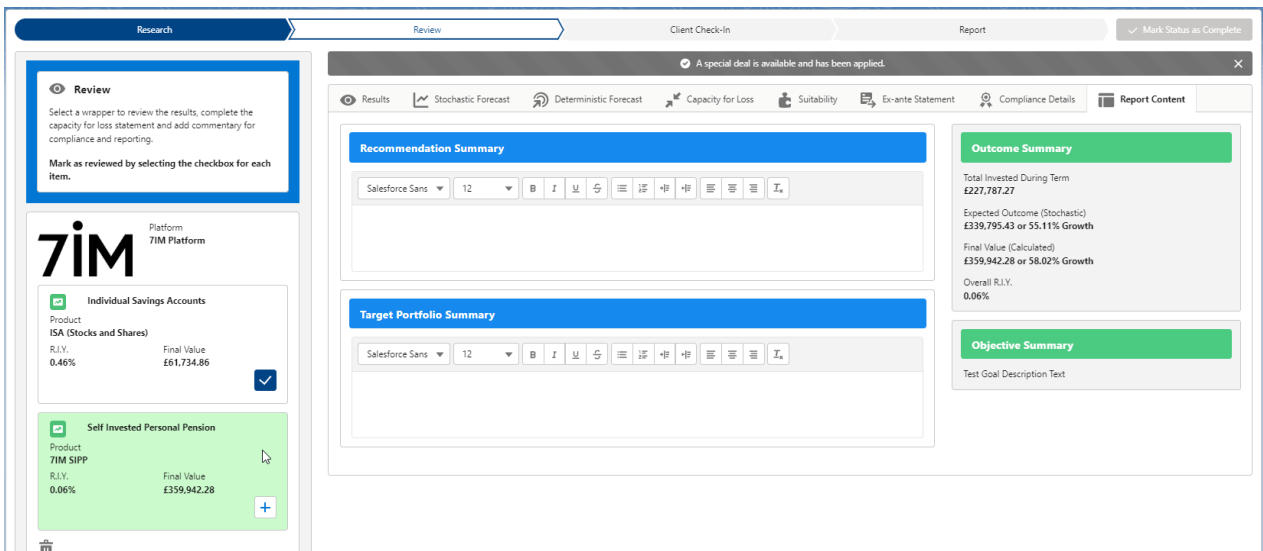 Research
Review
Client Check-In
Report
Mark Status as Complete
Review
Select a wrapper to review the results, complete the
capacity for loss statement and add commentary for
compliance and reporting.
Mark as reviewed by selecting the checkbox for each
item.
7iM
Platform
7IM Platform
Individual Savings Accounts
Product
ISA (Stocks and Shares)
R.I.Y. Final Value
0.46% £61,734.86
Self Invested Personal Pension
Product
7IM SIPP
R.I.Y. Final Value
0.06% £359,942.28
A special deal is available and has been applied.
Results
Stochastic Forecast
Deterministic Forecast
Capacity for Loss
Suitability
Ex-ante Statement
Compliance Details
Report Content
Recommendation Summary
Salesforce Sans 12 B I U S
Target Portfolio Summary
Salesforce Sans 12 B I U S
Outcome Summary
Total Invested During Term
£227,787.27
Expected Outcome (Stochastic)
£339,795.43 or 55.11% Growth
Final Value (Calculated)
£359,942.28 or 58.02% Growth
Overall R.I.Y.
0.06%
Objective Summary
Test Goal Description Text